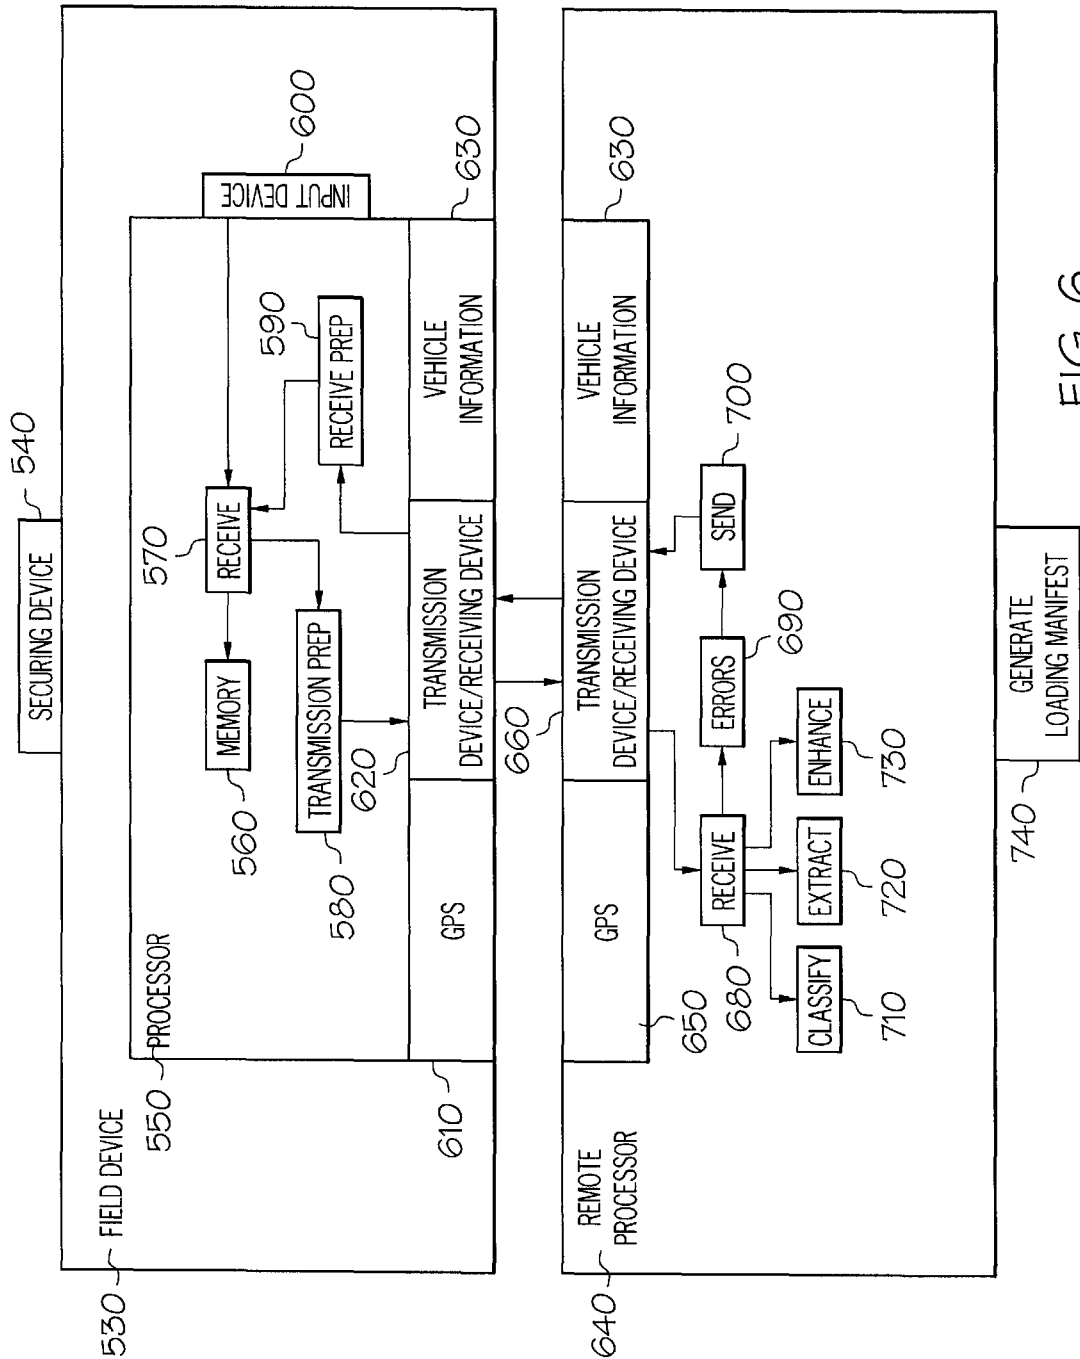 540
SECURING DEVICE
530
FIELD DEVICE
550
PROCESSOR
570
RECEIVE
560
MEMORY
580
TRANSMISSION PREP
590
RECEIVE PREP
600
INPUT DEVICE
610
GPS
620
TRANSMISSION
DEVICE/RECEIVING DEVICE
630
VEHICLE
INFORMATION
640
REMOTE
PROCESSOR
650
GPS
660
TRANSMISSION
DEVICE/RECEIVING DEVICE
630
VEHICLE
INFORMATION
680
RECEIVE
690
ERRORS
700
SEND
710
CLASSIFY
720
EXTRACT
730
ENHANCE
740
GENERATE
LOADING MANIFEST
FIG. 6